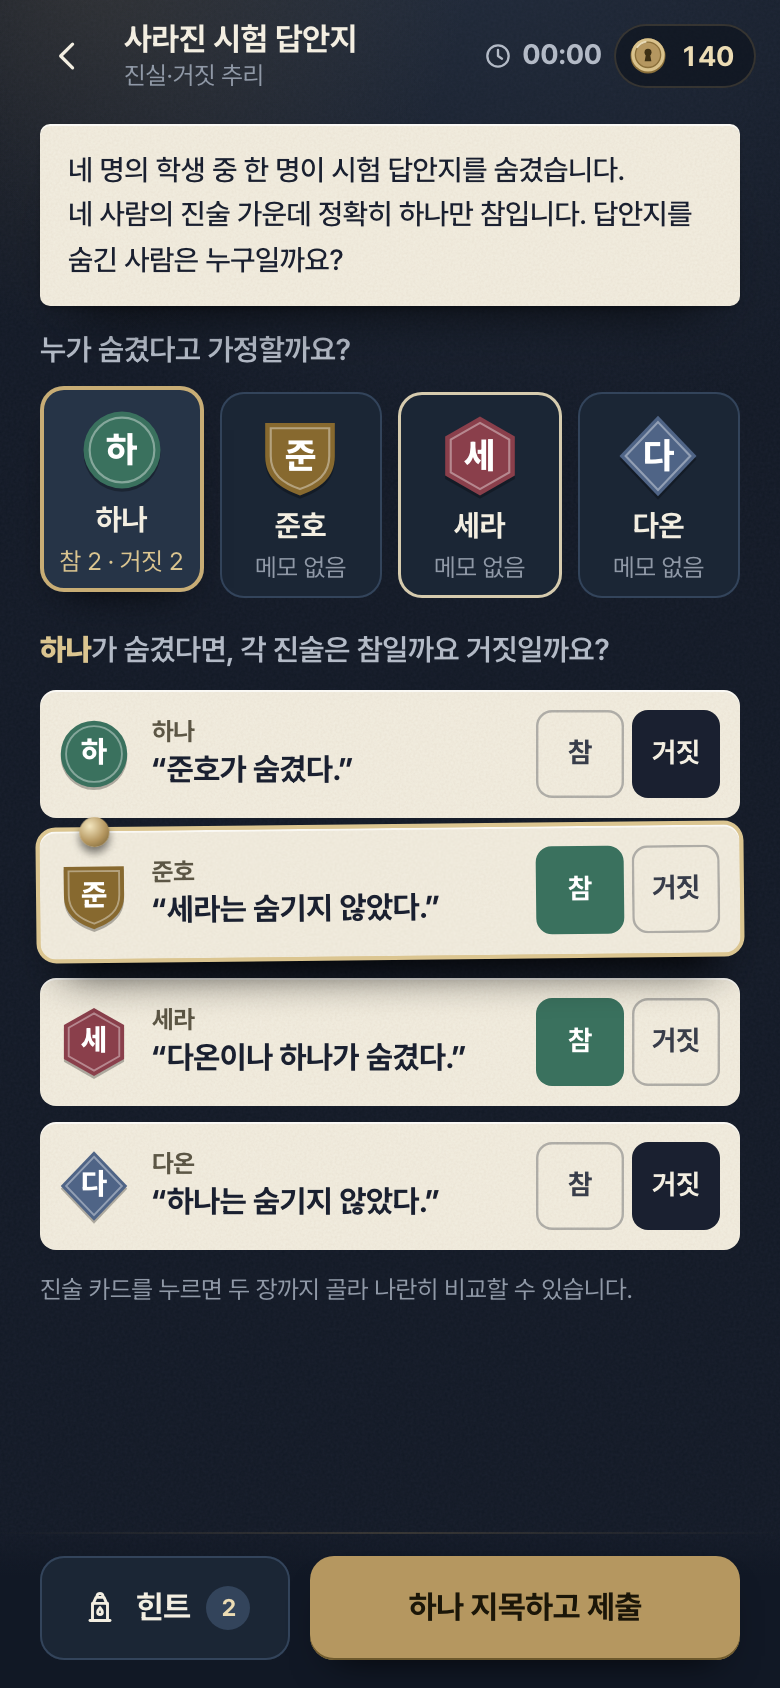 사라진 시험 답안지
진실·거짓 추리
00:00
140
네 명의 학생 중 한 명이 시험 답안지를 숨겼습니다.
네 사람의 진술 가운데 정확히 하나만 참입니다. 답안지를
숨긴 사람은 누구일까요?
누가 숨겼다고 가정할까요?
하 준 세 다
하나 준호 세라 다온
참 2 · 거짓 2 메모 없음 메모 없음 메모 없음
하나가 숨겼다면, 각 진술은 참일까요 거짓일까요?
하
하나
“준호가 숨겼다.”
참 거짓
준
준호
“세라는 숨기지 않았다.”
참 거짓
세
세라
“다온이나 하나가 숨겼다.”
참 거짓
다
다온
“하나는 숨기지 않았다.”
참 거짓
진술 카드를 누르면 두 장까지 골라 나란히 비교할 수 있습니다.
힌트 2
하나 지목하고 제출